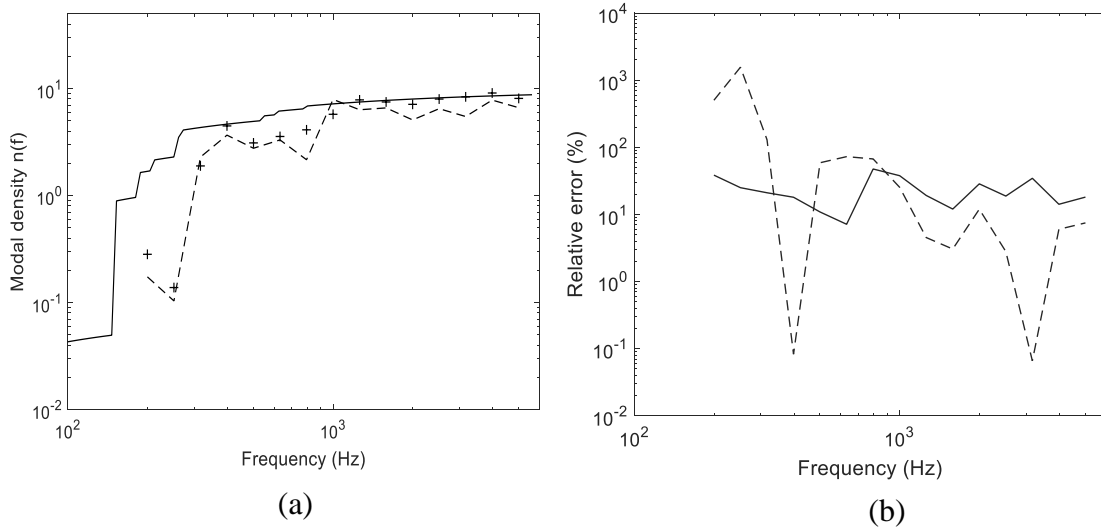 10^1
10^0
10^-1
10^-2
10^2
10^3
Modal density n(f)
Frequency (Hz)
(a)
10^4
10^3
10^2
10^1
10^0
10^-1
10^-2
10^2
10^3
Relative error (%)
Frequency (Hz)
(b)